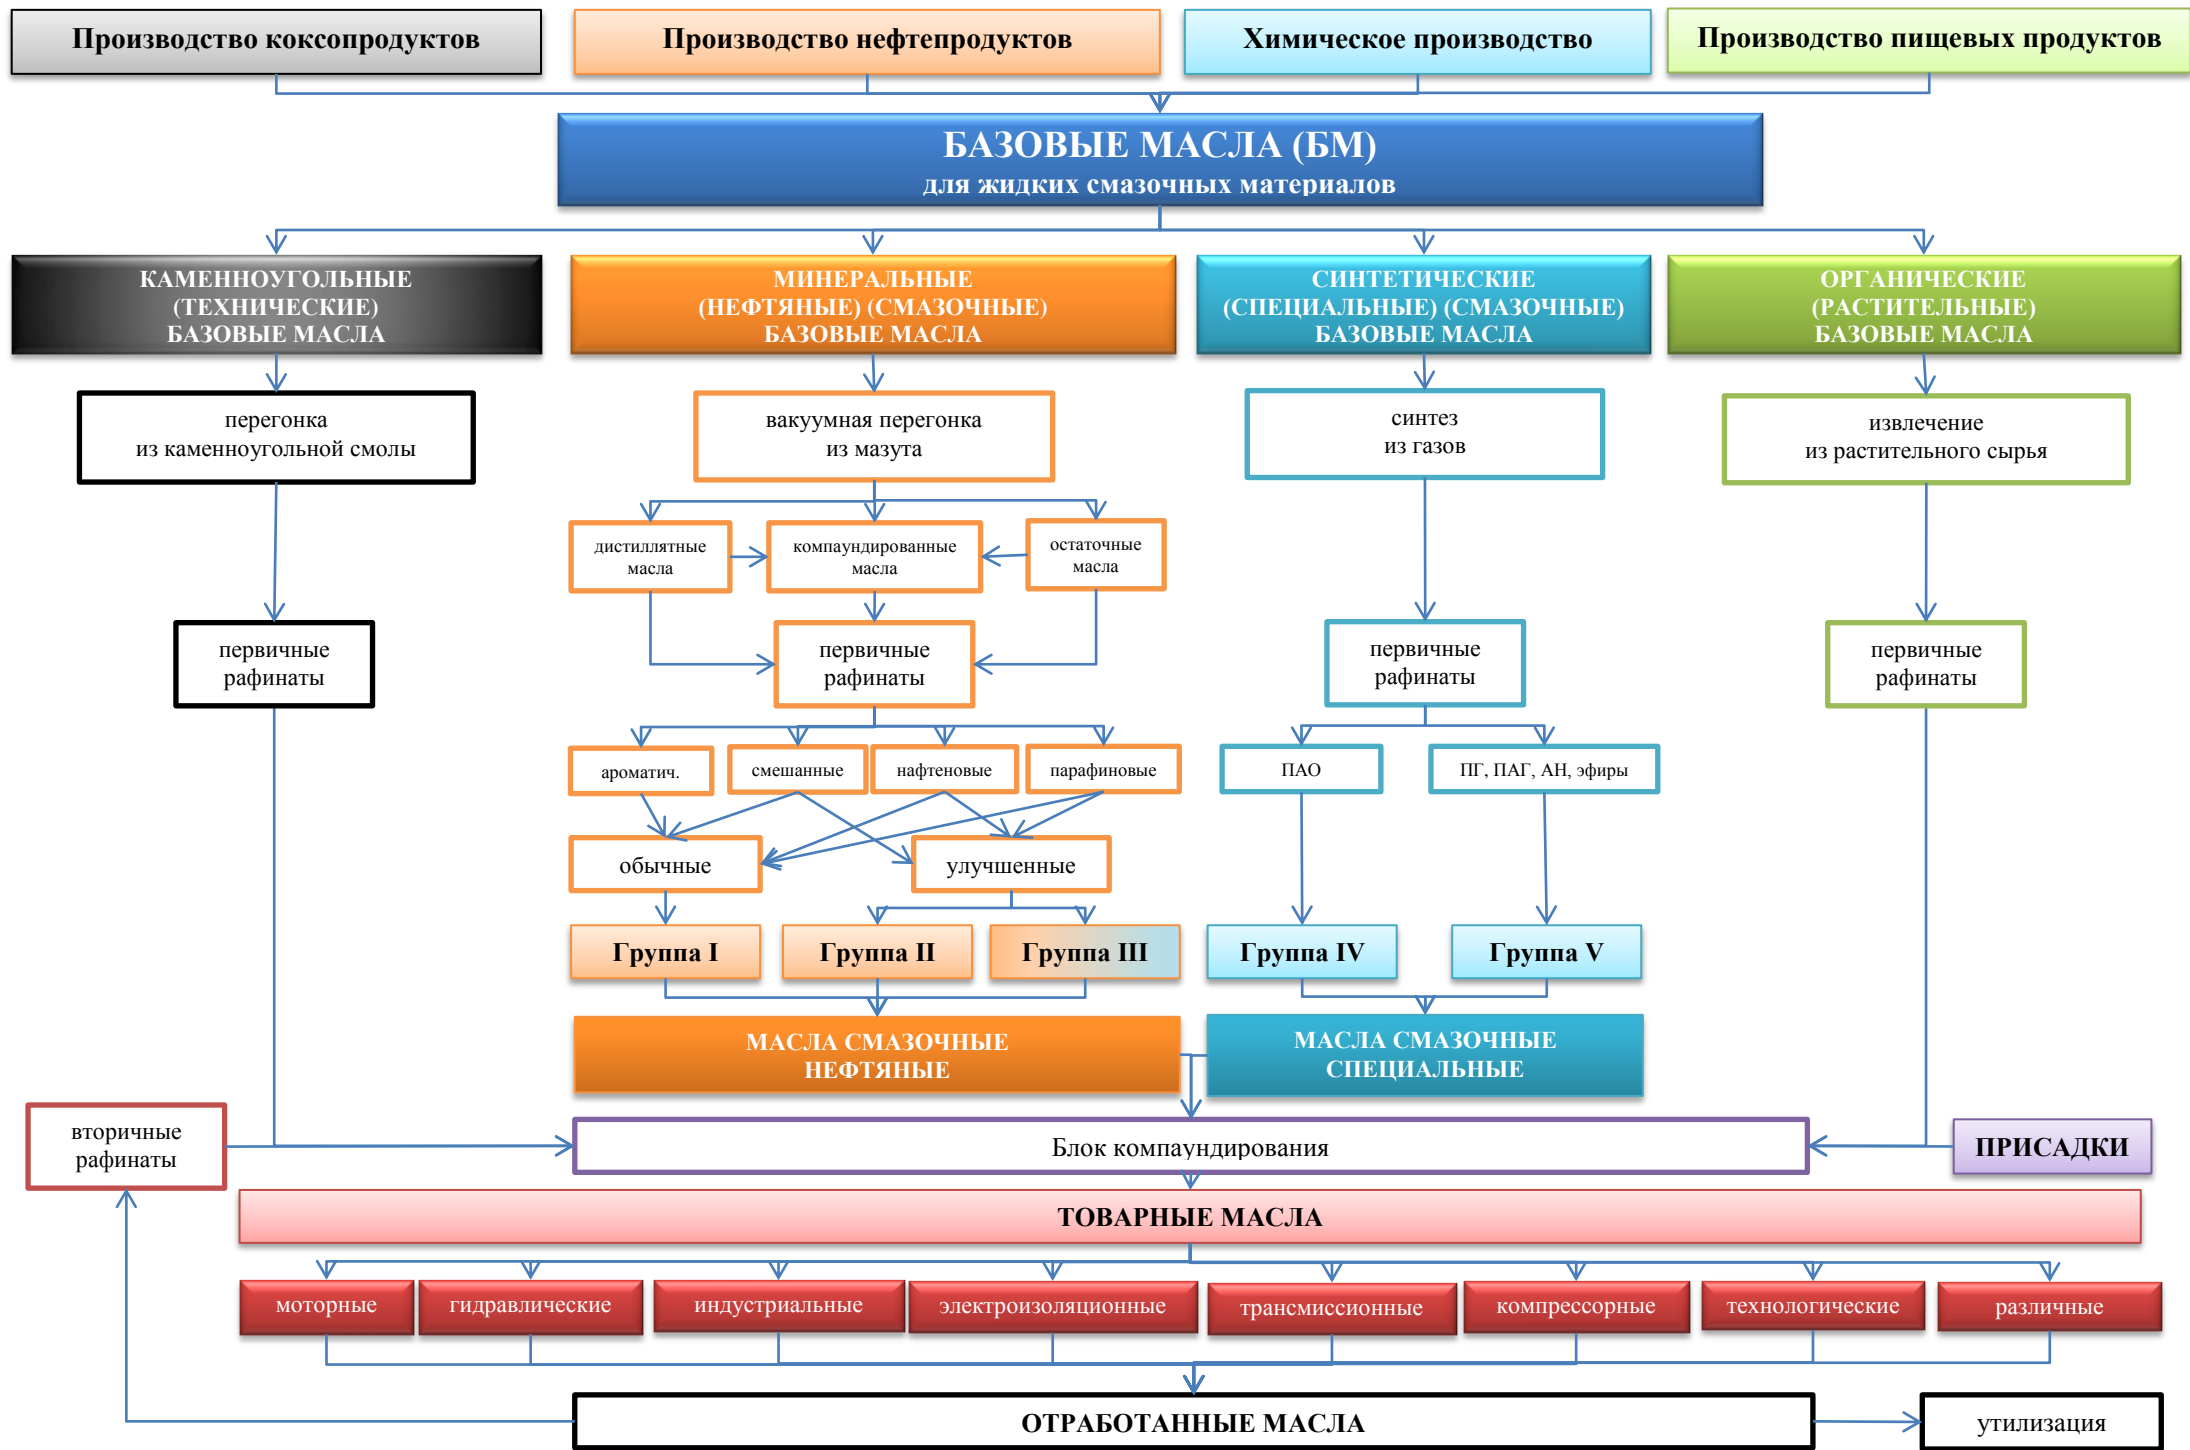 Производство коксопродуктов
Производство нефтепродуктов
Химическое производство
Производство пищевых продуктов
БАЗОВЫЕ МАСЛА (БМ)
для жидких смазочных материалов
КАМЕННОУГОЛЬНЫЕ
(ТЕХНИЧЕСКИЕ)
БАЗОВЫЕ МАСЛА
МИНЕРАЛЬНЫЕ
(НЕФТЯНЫЕ) (СМАЗОЧНЫЕ)
БАЗОВЫЕ МАСЛА
СИНТЕТИЧЕСКИЕ
(СПЕЦИАЛЬНЫЕ) (СМАЗОЧНЫЕ)
БАЗОВЫЕ МАСЛА
ОРГАНИЧЕСКИЕ
(РАСТИТЕЛЬНЫЕ)
БАЗОВЫЕ МАСЛА
перегонка
из каменноугольной смолы
вакуумная перегонка
из мазута
синтез
из газов
извлечение
из растительного сырья
дистиллятные
масла
компаундированные
масла
остаточные
масла
первичные
рафинаты
первичные
рафинаты
первичные
рафинаты
первичные
рафинаты
ароматич.
смешанные
нафтеновые
парафиновые
ПАО
ПГ, ПАГ, АН, эфиры
обычные
улучшенные
Группа I
Группа II
Группа III
Группа IV
Группа V
МАСЛА СМАЗОЧНЫЕ
НЕФТЯНЫЕ
МАСЛА СМАЗОЧНЫЕ
СПЕЦИАЛЬНЫЕ
вторичные
рафинаты
Блок компаундирования
ПРИСАДКИ
ТОВАРНЫЕ МАСЛА
моторные
гидравлические
индустриальные
электроизоляционные
трансмиссионные
компрессорные
технологические
различные
ОТРАБОТАННЫЕ МАСЛА
утилизация